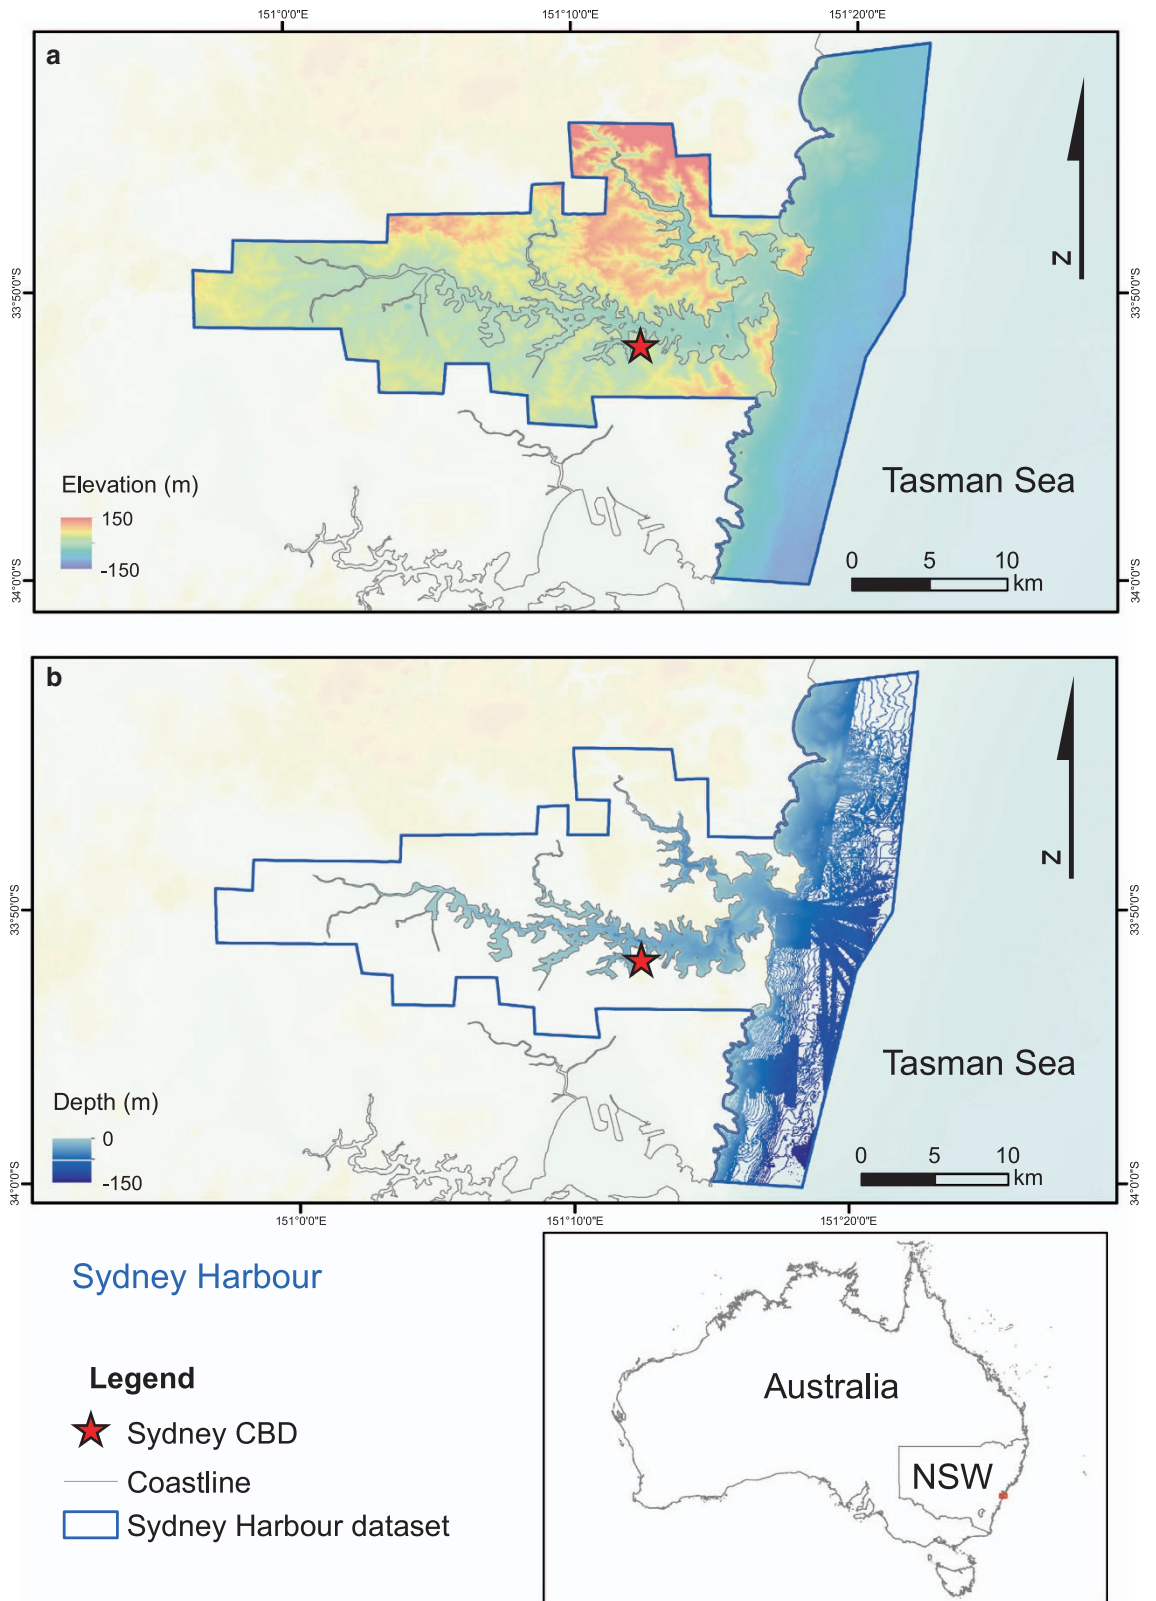 151°0'0"E 151°10'0"E 151°20'0"E
a
33°50'0"S 33°50'0"S
N
Tasman Sea
Elevation (m)
150
-150
0 5 10
km
34°0'0"S 34°0'0"S
b
33°50'0"S 33°50'0"S
N
Tasman Sea
Depth (m)
0
-150
0 5 10
km
34°0'0"S 34°0'0"S
151°0'0"E 151°10'0"E 151°20'0"E
Sydney Harbour
Legend
Sydney CBD
Coastline
Sydney Harbour dataset
Australia
NSW